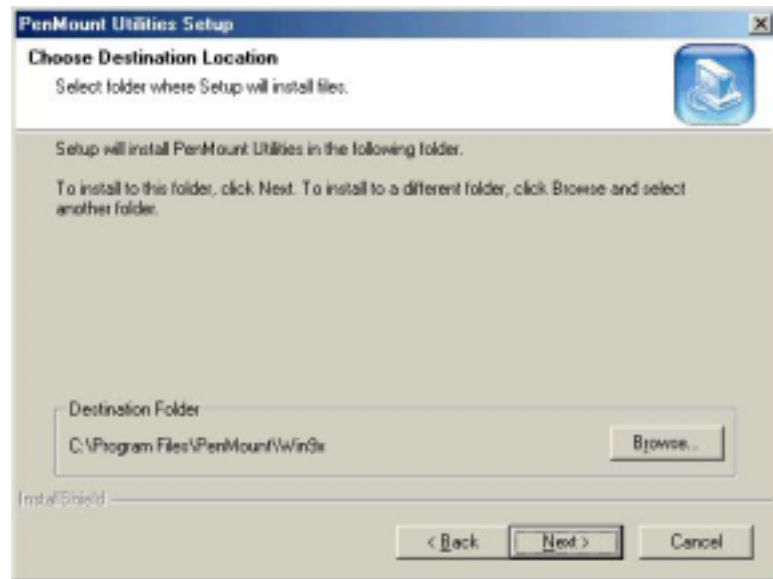 PenMount Utilities Setup
Choose Destination Location
Select folder where Setup will install files.
Setup will install PenMount Utilities in the following folder.
To install to this folder, click Next. To install to a different folder, click Browse and select
another folder.
Destination Folder
C:\Program Files\PenMount\Win9x
Browse...
InstallShield
< Back
Next >
Cancel